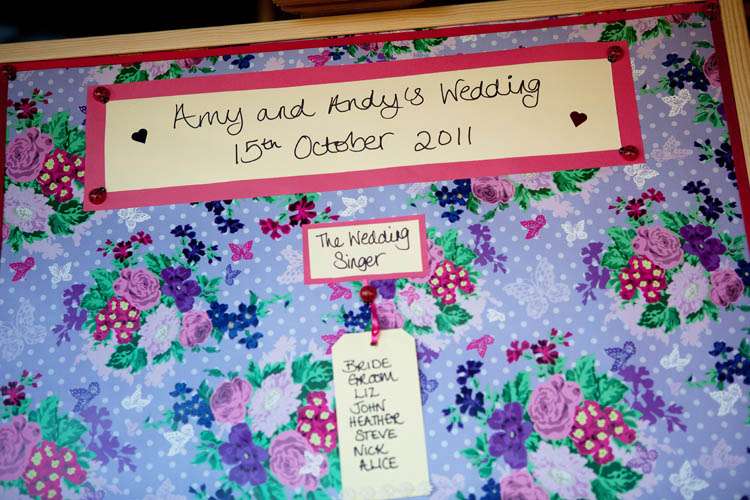 Amy and Andy's Wedding
15th October 2011
The Wedding
Singer
BRIDE
GROOM
LIZ
JOHN
HEATHER
STEVE
NICK
ALICE